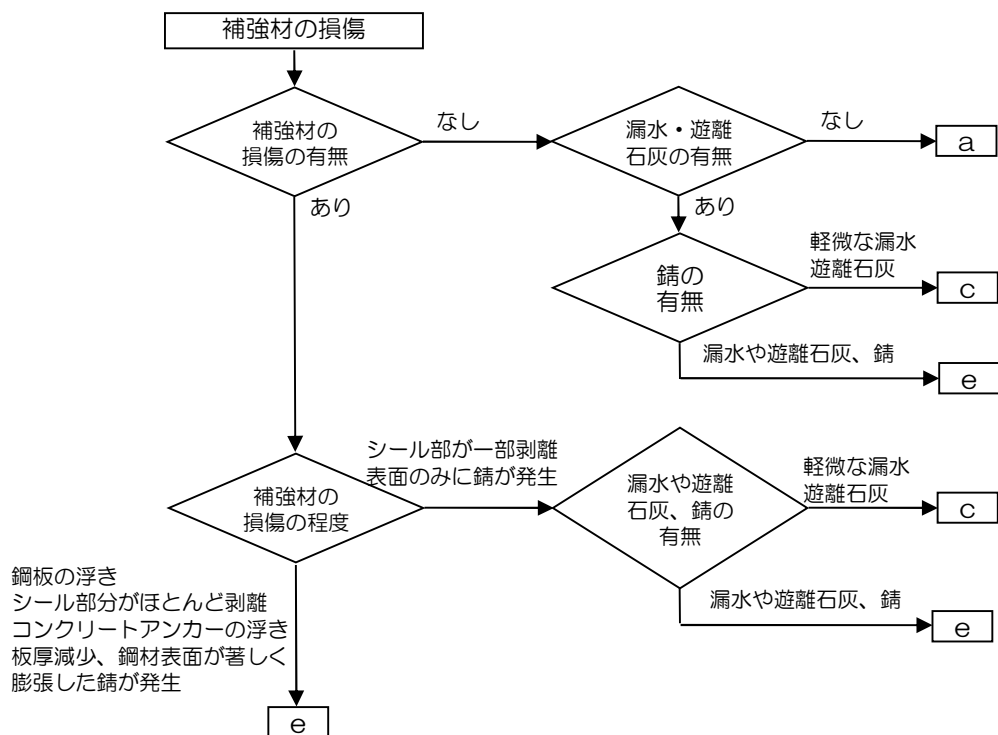 補強材の損傷
補強材の
損傷の有無
なし
漏水・遊離
石灰の有無
なし
a
あり
あり
錆の
有無
軽微な漏水
遊離石灰
c
漏水や遊離石灰、錆
e
補強材の
損傷の程度
シール部が一部剥離
表面のみに錆が発生
漏水や遊離
石灰、錆の
有無
軽微な漏水
遊離石灰
c
漏水や遊離石灰、錆
e
鋼板の浮き
シール部分がほとんど剥離
コンクリートアンカーの浮き
板厚減少、鋼材表面が著しく
膨張した錆が発生
e